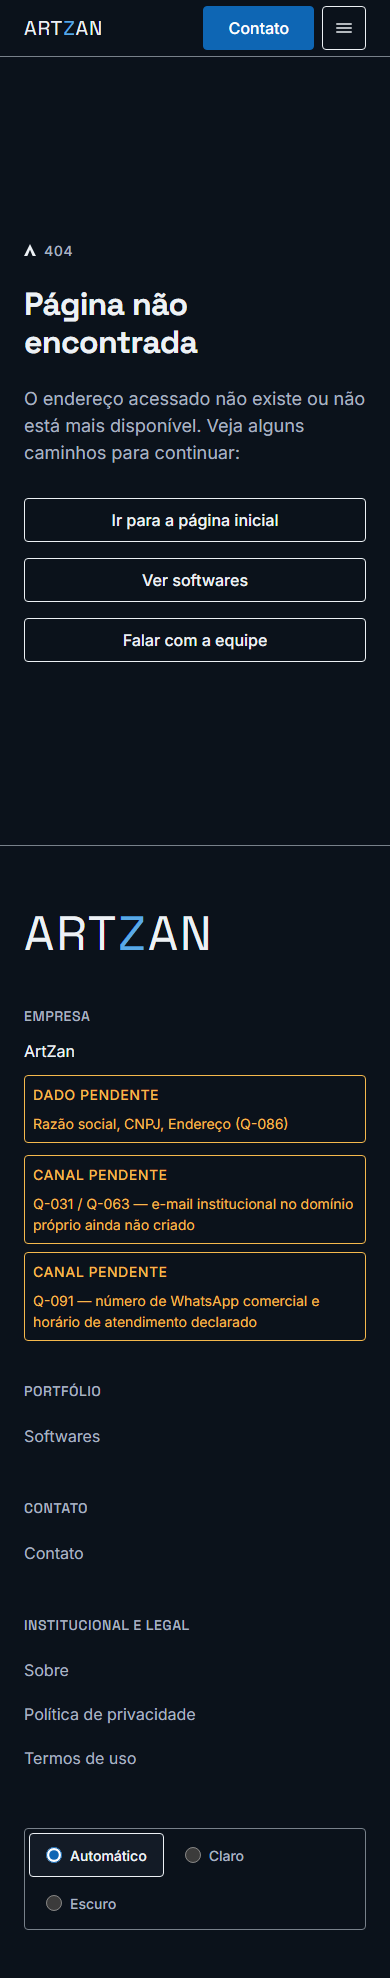 ARTZAN
Contato
404
Página não
encontrada
O endereço acessado não existe ou não
está mais disponível. Veja alguns
caminhos para continuar:
Ir para a página inicial
Ver softwares
Falar com a equipe
ARTZAN
EMPRESA
ArtZan
DADO PENDENTE
Razão social, CNPJ, Endereço (Q-086)
CANAL PENDENTE
Q-031 / Q-063 — e-mail institucional no domínio
próprio ainda não criado
CANAL PENDENTE
Q-091 — número de WhatsApp comercial e
horário de atendimento declarado
PORTFÓLIO
Softwares
CONTATO
Contato
INSTITUCIONAL E LEGAL
Sobre
Política de privacidade
Termos de uso
Automático
Claro
Escuro